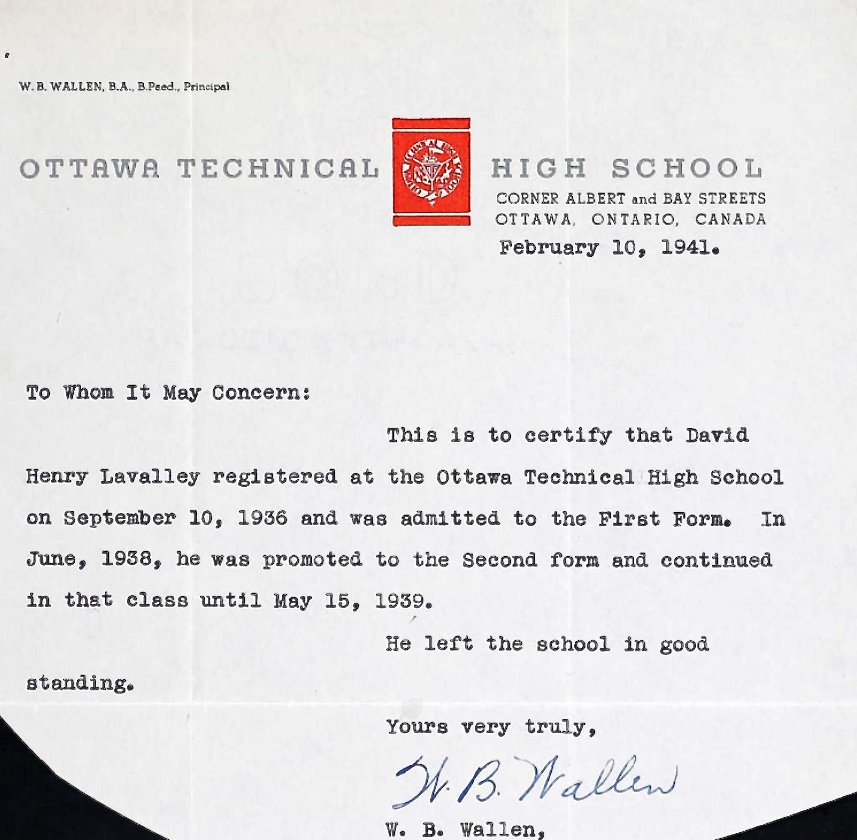 W. B. WALLEN, B.A., B.Paed., Principal
OTTAWA TECHNICAL HIGH SCHOOL
CORNER ALBERT and BAY STREETS
OTTAWA, ONTARIO, CANADA
February 10, 1941.
To Whom It May Concern:
This is to certify that David
Henry Lavalley registered at the Ottawa Technical High School
on September 10, 1936 and was admitted to the First Form. In
June, 1938, he was promoted to the Second form and continued
in that class until May 15, 1939.
He left the school in good
standing.
Yours very truly,
W. B. Wallen
W. B. Wallen,